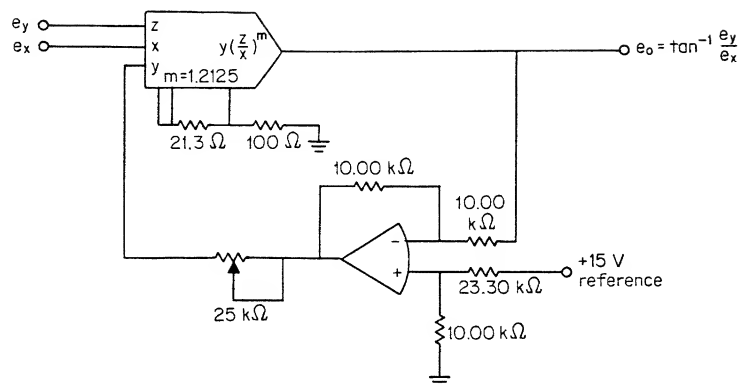 e_y
e_x
z
x
y
y(z/x)^m
m=1.2125
e_o = tan⁻¹ e_y/e_x
21.3 Ω
100 Ω
10.00 kΩ
10.00
kΩ
−
+
23.30 kΩ
+15 V
reference
25 kΩ
10.00 kΩ